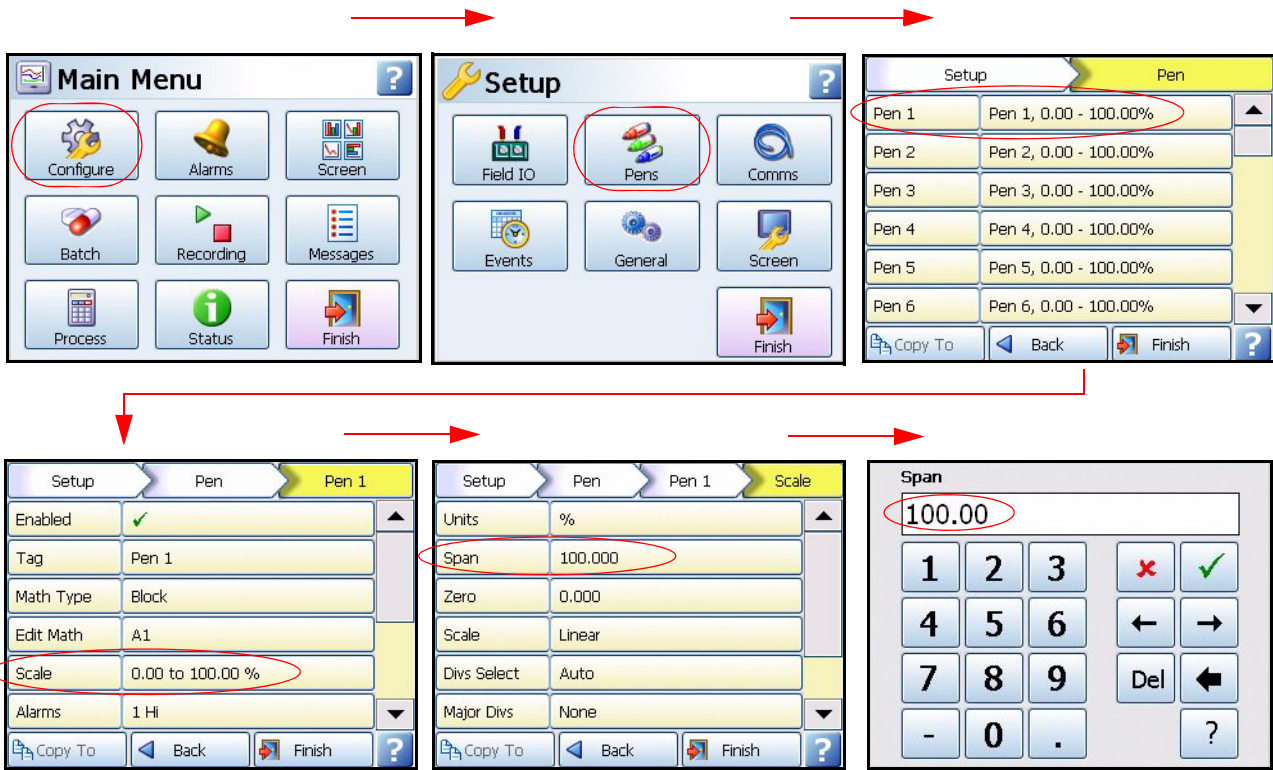 Main Menu ?
Configure Alarms Screen
Batch Recording Messages
Process Status Finish
Setup ?
Field IO Pens Comms
Events General Screen
Finish
Setup Pen
Pen 1 Pen 1, 0.00 - 100.00%
Pen 2 Pen 2, 0.00 - 100.00%
Pen 3 Pen 3, 0.00 - 100.00%
Pen 4 Pen 4, 0.00 - 100.00%
Pen 5 Pen 5, 0.00 - 100.00%
Pen 6 Pen 6, 0.00 - 100.00%
Copy To Back Finish ?
Setup Pen Pen 1
Enabled ✓
Tag Pen 1
Math Type Block
Edit Math A1
Scale 0.00 to 100.00 %
Alarms 1 Hi
Copy To Back Finish ?
Setup Pen Pen 1 Scale
Units %
Span 100.000
Zero 0.000
Scale Linear
Divs Select Auto
Major Divs None
Copy To Back Finish ?
Span
100.00
1 2 3 ✗ ✓
4 5 6 ← →
7 8 9 Del ←
- 0 . ?